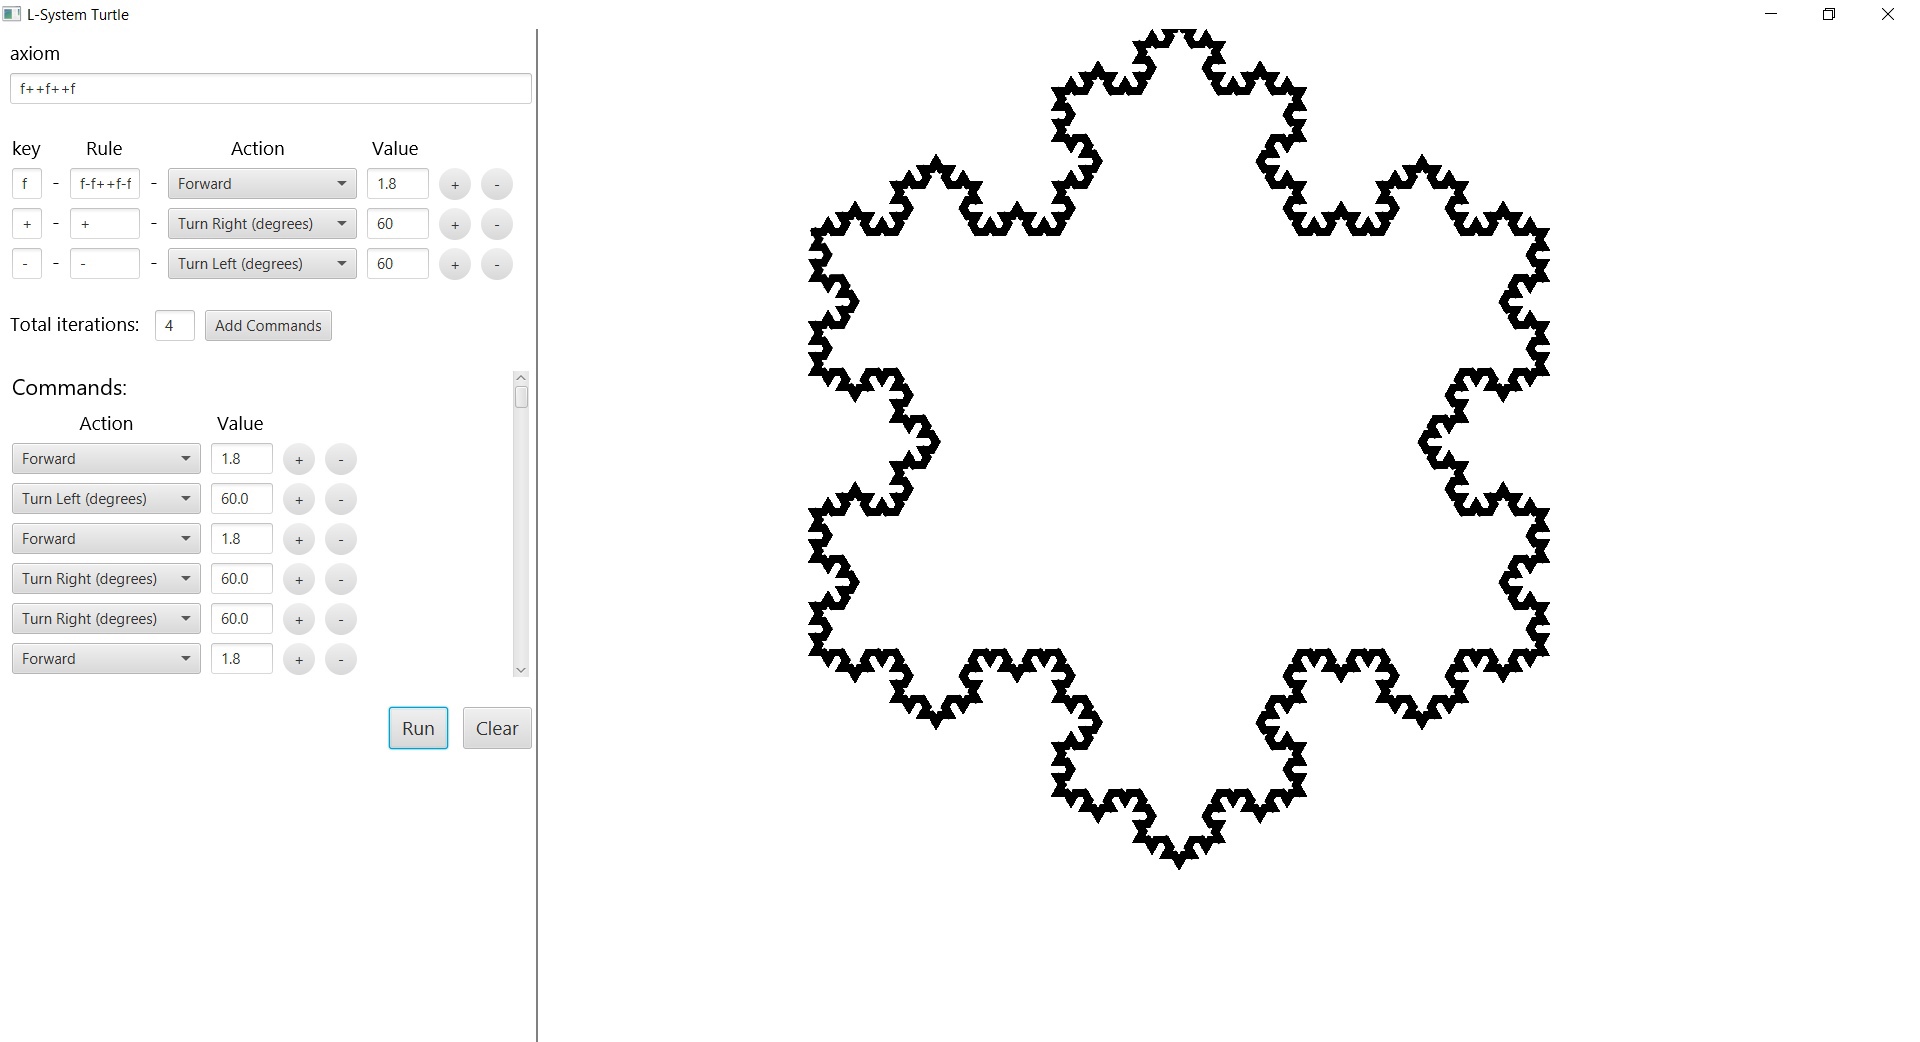 L-System Turtle
axiom
f++f++f
key Rule Action Value
f - f-f++f-f - Forward 1.8 + -
+ - + - Turn Right (degrees) 60 + -
- - - - Turn Left (degrees) 60 + -
Total iterations: 4 Add Commands
Commands:
Action Value
Forward 1.8 + -
Turn Left (degrees) 60.0 + -
Forward 1.8 + -
Turn Right (degrees) 60.0 + -
Turn Right (degrees) 60.0 + -
Forward 1.8 + -
Run Clear